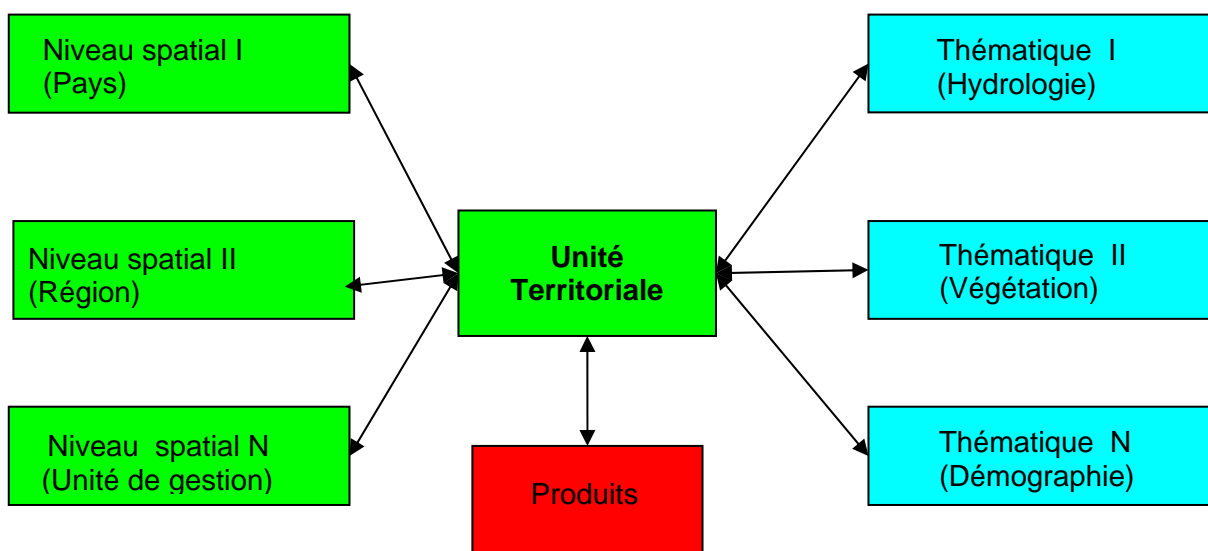 Niveau spatial I
(Pays)
Niveau spatial II
(Région)
Niveau spatial N
(Unité de gestion)
Unité
Territoriale
Produits
Thématique I
(Hydrologie)
Thématique II
(Végétation)
Thématique N
(Démographie)